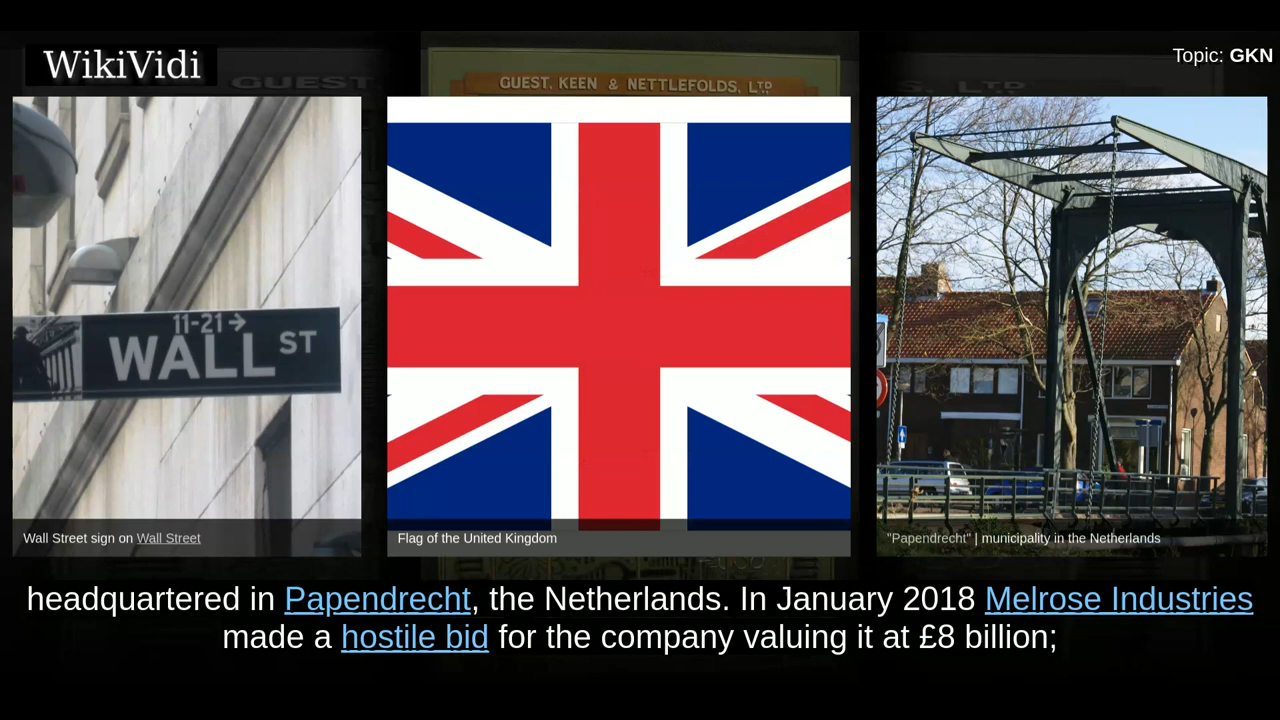 WikiVidi
Topic: GKN
GUEST
GUEST, KEEN & NETTLEFOLDS, LTD
S, LTD
11-21→
WALL ST
Wall Street sign on Wall Street
Flag of the United Kingdom
"Papendrecht" | municipality in the Netherlands
headquartered in Papendrecht, the Netherlands. In January 2018 Melrose Industries
made a hostile bid for the company valuing it at £8 billion;